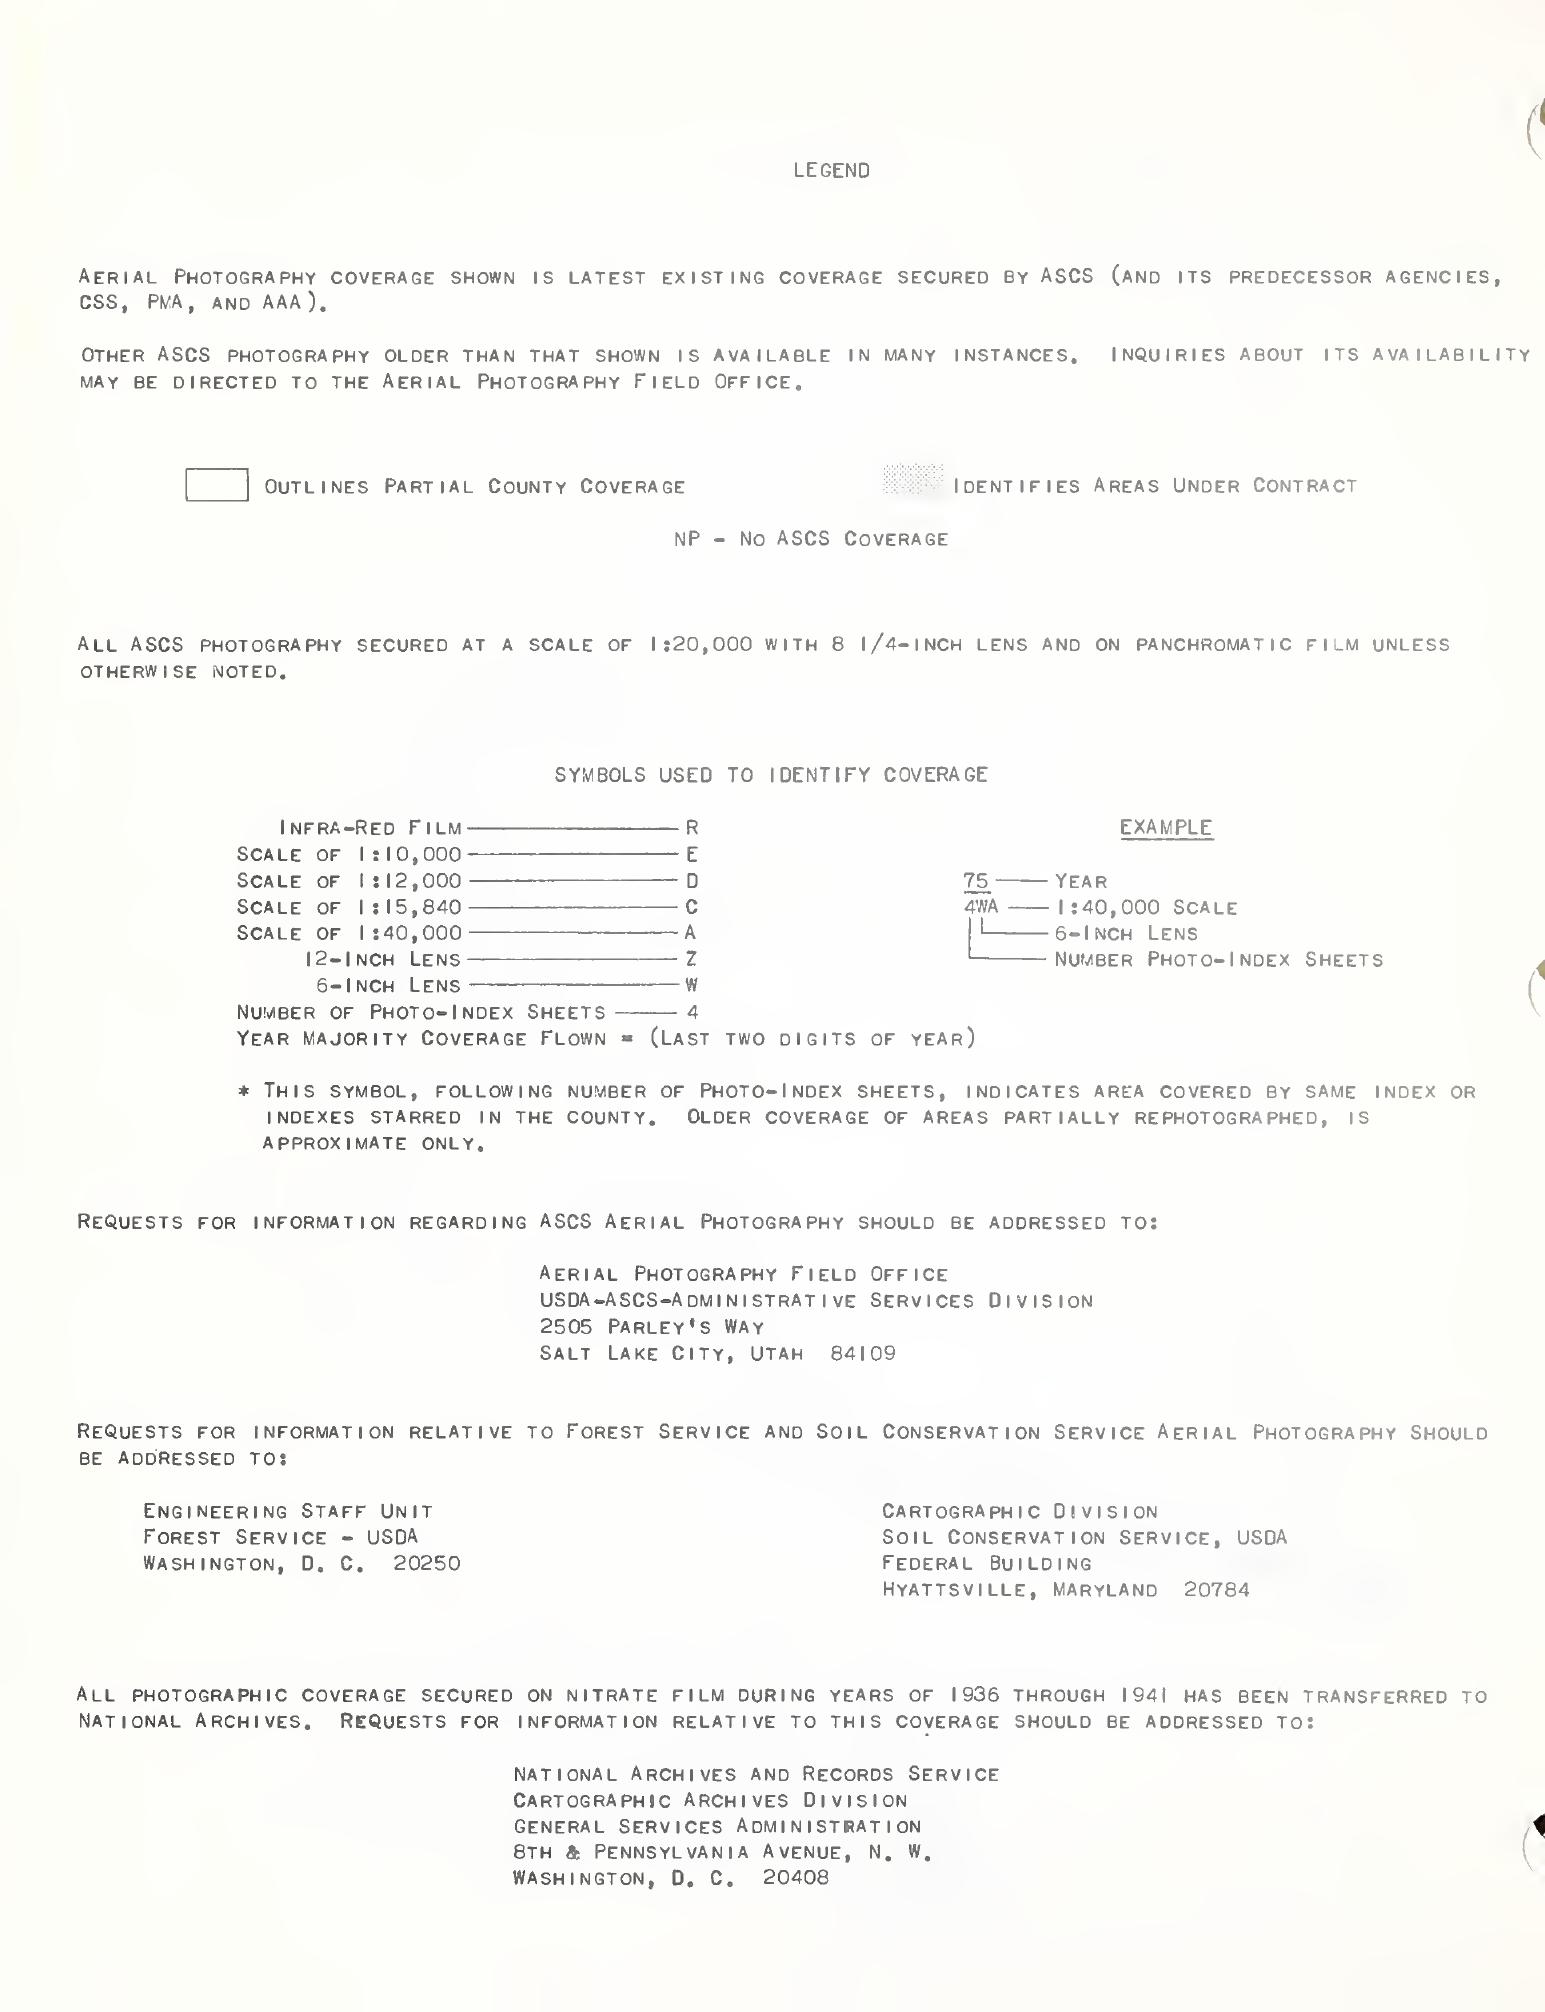 LEGEND
AERIAL PHOTOGRAPHY COVERAGE SHOWN IS LATEST EXISTING COVERAGE SECURED BY ASCS (AND ITS PREDECESSOR AGENCIES,
CSS, PMA, AND AAA).
OTHER ASCS PHOTOGRAPHY OLDER THAN THAT SHOWN IS AVAILABLE IN MANY INSTANCES. INQUIRIES ABOUT ITS AVAILABILITY
MAY BE DIRECTED TO THE AERIAL PHOTOGRAPHY FIELD OFFICE.
OUTLINES PARTIAL COUNTY COVERAGE
IDENTIFIES AREAS UNDER CONTRACT
NP - NO ASCS COVERAGE
ALL ASCS PHOTOGRAPHY SECURED AT A SCALE OF 1:20,000 WITH 8 1/4-INCH LENS AND ON PANCHROMATIC FILM UNLESS
OTHERWISE NOTED.
SYMBOLS USED TO IDENTIFY COVERAGE
INFRA-RED FILM R
SCALE OF 1:10,000 E
SCALE OF 1:12,000 D
SCALE OF 1:15,840 C
SCALE OF 1:40,000 A
12-INCH LENS Z
6-INCH LENS W
NUMBER OF PHOTO-INDEX SHEETS 4
YEAR MAJORITY COVERAGE FLOWN = (LAST TWO DIGITS OF YEAR)
EXAMPLE
75 YEAR
4WA 1:40,000 SCALE
6-INCH LENS
NUMBER PHOTO-INDEX SHEETS
* THIS SYMBOL, FOLLOWING NUMBER OF PHOTO-INDEX SHEETS, INDICATES AREA COVERED BY SAME INDEX OR
INDEXES STARRED IN THE COUNTY. OLDER COVERAGE OF AREAS PARTIALLY REPHOTOGRAPHED, IS
APPROXIMATE ONLY.
REQUESTS FOR INFORMATION REGARDING ASCS AERIAL PHOTOGRAPHY SHOULD BE ADDRESSED TO:
AERIAL PHOTOGRAPHY FIELD OFFICE
USDA-ASCS-ADMINISTRATIVE SERVICES DIVISION
2505 PARLEY'S WAY
SALT LAKE CITY, UTAH 84109
REQUESTS FOR INFORMATION RELATIVE TO FOREST SERVICE AND SOIL CONSERVATION SERVICE AERIAL PHOTOGRAPHY SHOULD
BE ADDRESSED TO:
ENGINEERING STAFF UNIT
FOREST SERVICE - USDA
WASHINGTON, D. C. 20250
CARTOGRAPHIC DIVISION
SOIL CONSERVATION SERVICE, USDA
FEDERAL BUILDING
HYATTSVILLE, MARYLAND 20784
ALL PHOTOGRAPHIC COVERAGE SECURED ON NITRATE FILM DURING YEARS OF 1936 THROUGH 1941 HAS BEEN TRANSFERRED TO
NATIONAL ARCHIVES. REQUESTS FOR INFORMATION RELATIVE TO THIS COVERAGE SHOULD BE ADDRESSED TO:
NATIONAL ARCHIVES AND RECORDS SERVICE
CARTOGRAPHIC ARCHIVES DIVISION
GENERAL SERVICES ADMINISTRATION
8TH & PENNSYLVANIA AVENUE, N. W.
WASHINGTON, D. C. 20408